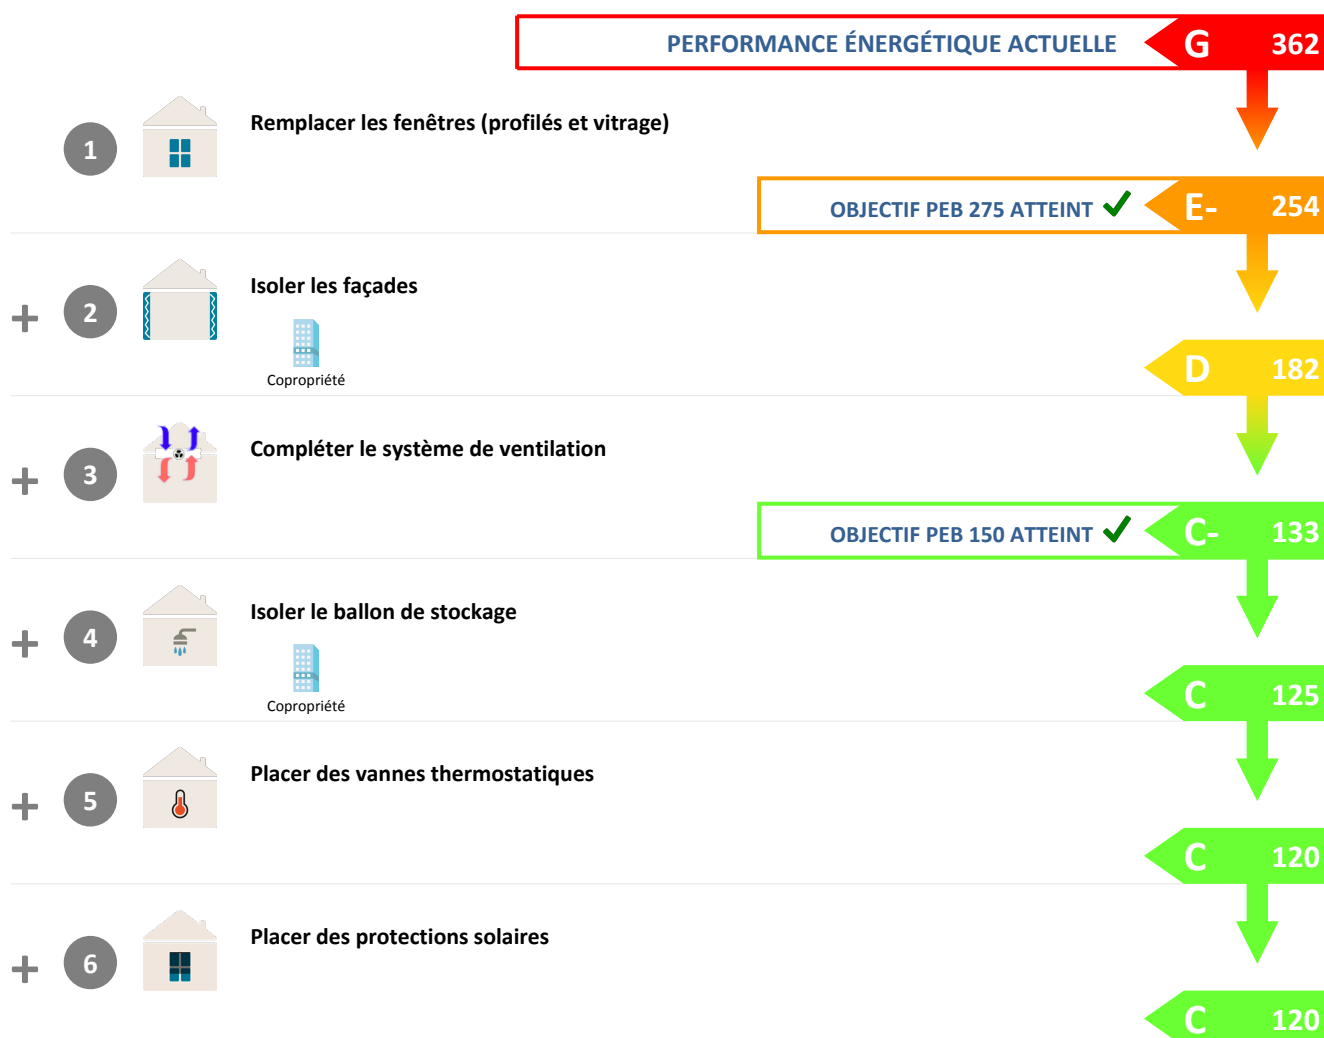 PERFORMANCE ÉNERGÉTIQUE ACTUELLE G 362
1 Remplacer les fenêtres (profilés et vitrage)
OBJECTIF PEB 275 ATTEINT E- 254
+ 2 Isoler les façades
Copropriété
D 182
+ 3 Compléter le système de ventilation
OBJECTIF PEB 150 ATTEINT C- 133
+ 4 Isoler le ballon de stockage
Copropriété
C 125
+ 5 Placer des vannes thermostatiques
C 120
+ 6 Placer des protections solaires
C 120